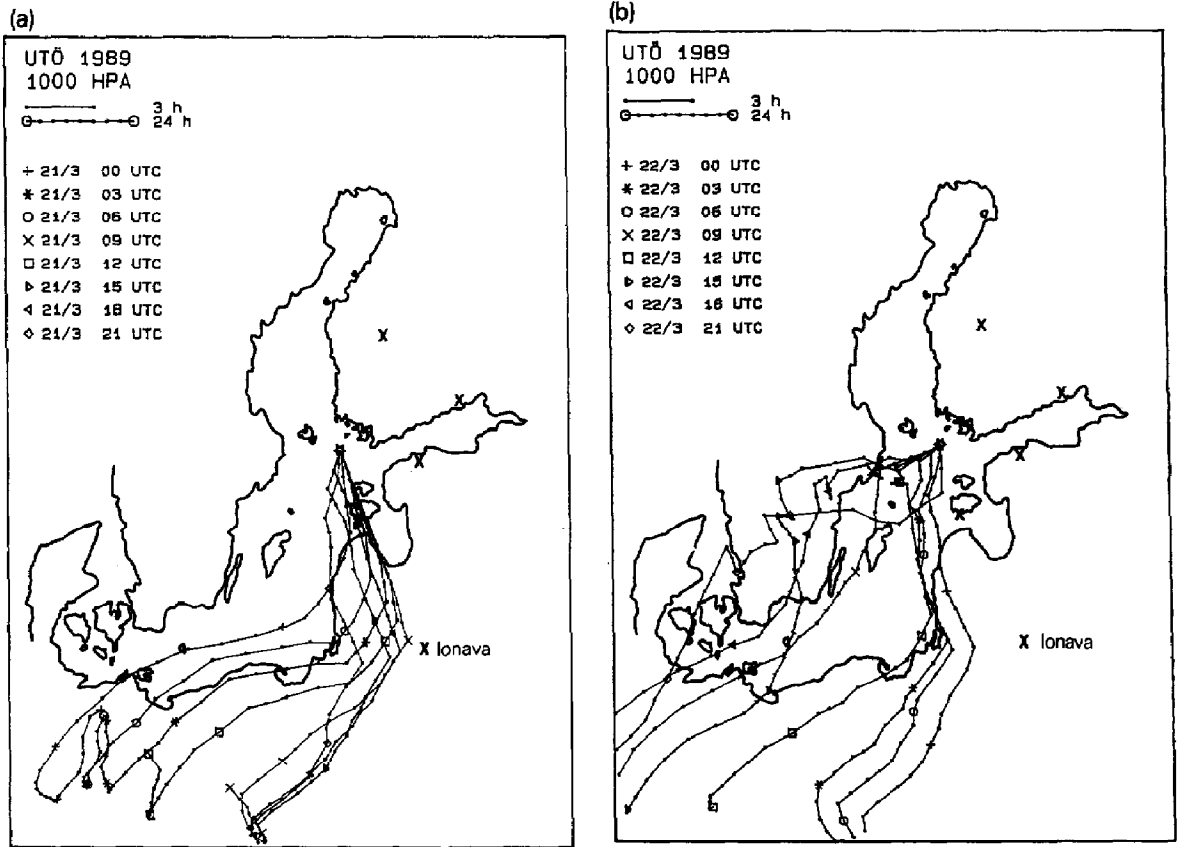 (a)
UTÖ 1989
1000 HPA
3 h
24 h
+ 21/3 00 UTC
* 21/3 03 UTC
○ 21/3 06 UTC
× 21/3 09 UTC
□ 21/3 12 UTC
▷ 21/3 15 UTC
◁ 21/3 18 UTC
◇ 21/3 21 UTC
X Ionava
(b)
UTÖ 1989
1000 HPA
3 h
24 h
+ 22/3 00 UTC
* 22/3 03 UTC
○ 22/3 06 UTC
× 22/3 09 UTC
□ 22/3 12 UTC
▷ 22/3 15 UTC
◁ 22/3 18 UTC
◇ 22/3 21 UTC
X Ionava